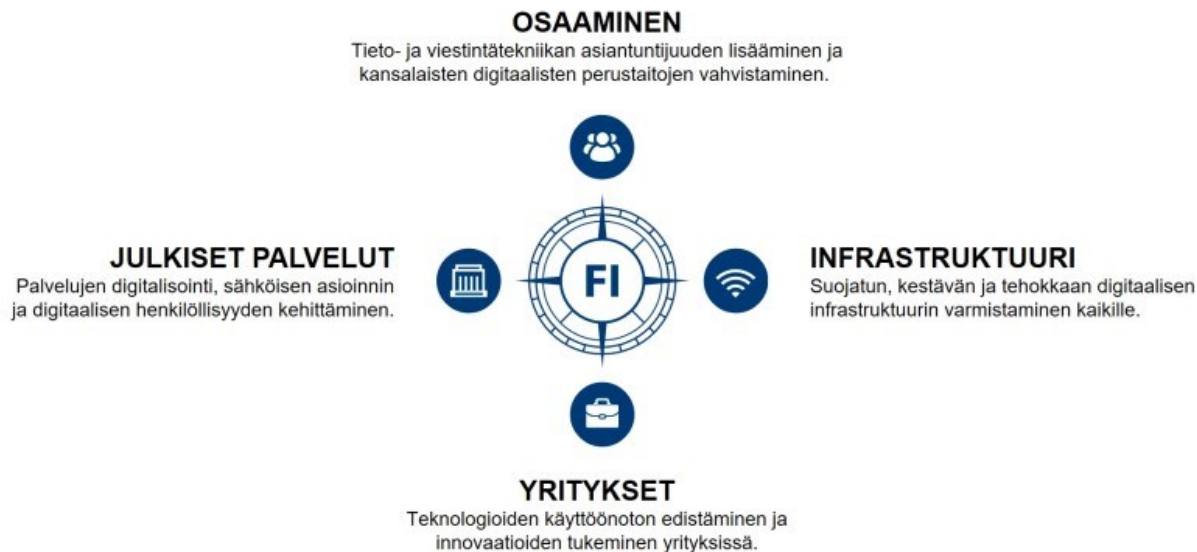 OSAAMINEN
Tieto- ja viestintätekniikan asiantuntijuuden lisääminen ja
kansalaisten digitaalisten perustaitojen vahvistaminen.
JULKISET PALVELUT
Palvelujen digitalisointi, sähköisen asioinnin
ja digitaalisen henkilöllisyyden kehittäminen.
FI
INFRASTRUKTUURI
Suojatun, kestävän ja tehokkaan digitaalisen
infrastruktuurin varmistaminen kaikille.
YRITYKSET
Teknologioiden käyttöönoton edistäminen ja
innovaatioiden tukeminen yrityksissä.